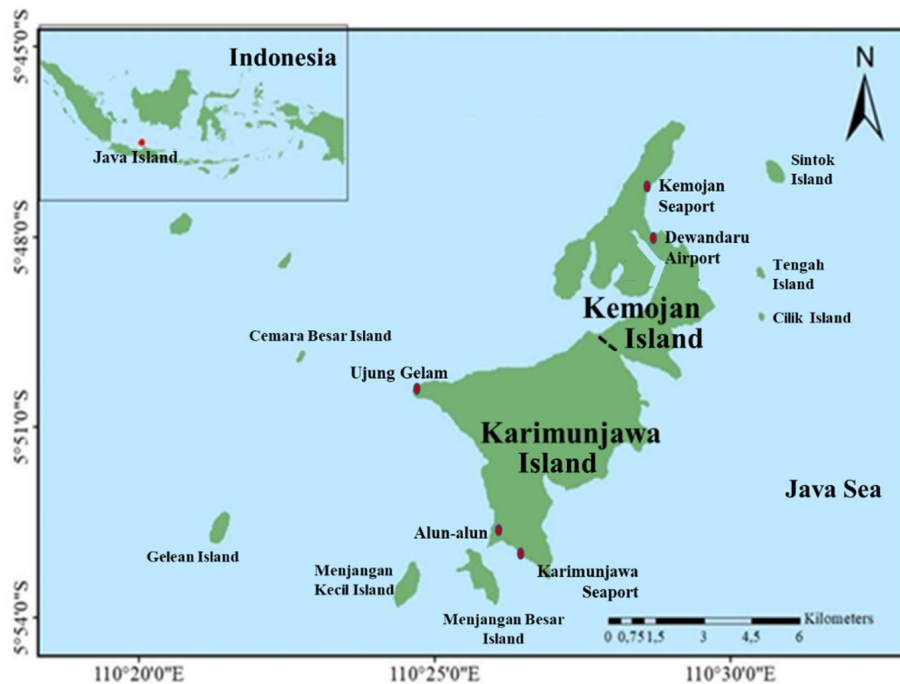 Indonesia
Java Island
N
Sintok
Island
Kemojan
Seaport
Dewandaru
Airport
Tengah
Island
Kemojan
Island
Cilik Island
Cemara Besar Island
Ujung Gelam
Karimunjawa
Island
Java Sea
Alun-alun
Gelean Island
Menjangan
Kecil Island
Karimunjawa
Seaport
Menjangan Besar
Island
Kilometers
0 0,75 1,5 3 4,5 6
5°45'0"S
5°48'0"S
5°51'0"S
5°54'0"S
110°20'0"E
110°25'0"E
110°30'0"E